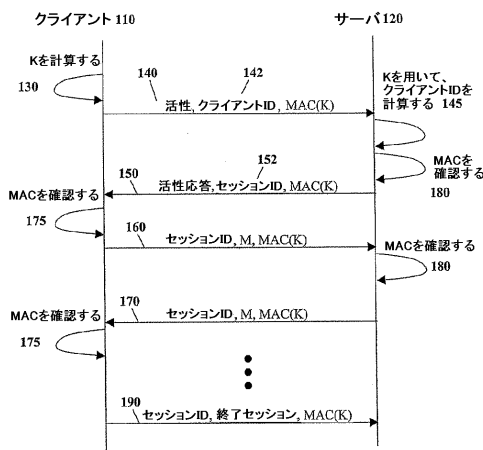 クライアント 110
サーバ 120
Kを計算する
130
140
142
活性, クライアントID, MAC(K)
Kを用いて、
クライアントIDを
計算する 145
150
152
活性応答, セッションID, MAC(K)
MACを
確認する
180
MACを確認する
175
160
セッションID, M, MAC(K)
MACを確認する
180
170
セッションID, M, MAC(K)
MACを確認する
175
190
セッションID, 終了セッション, MAC(K)